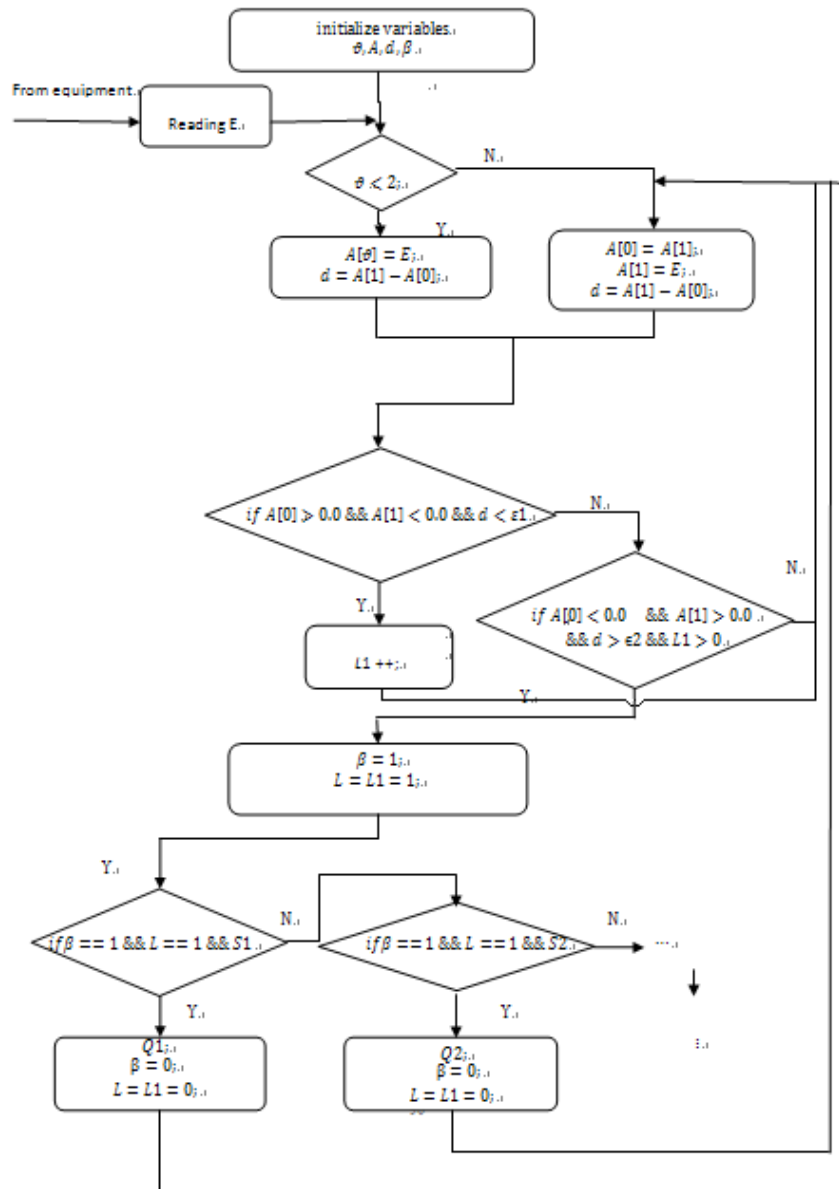 initialize variables.
ϑ, A, d, β.
From equipment.
Reading E.
N.
ϑ < 2;.
Y.
A[ϑ] = E;.
d = A[1] − A[0];.
A[0] = A[1];.
A[1] = E;.
d = A[1] − A[0];.
if A[0] > 0.0 && A[1] < 0.0 && d < ε1.
N.
N.
Y.
if A[0] < 0.0 && A[1] > 0.0.
&& d > ϵ2 && L1 > 0.
L1 ++;.
Y.
β = 1;.
L = L1 = 1;.
Y.
N.
N.
if β == 1 && L == 1 && S1.
if β == 1 && L == 1 && S2.
….
Y.
Y.
⋮.
Q1;.
β = 0;.
L = L1 = 0;.
Q2;.
β = 0;.
L = L1 = 0;.